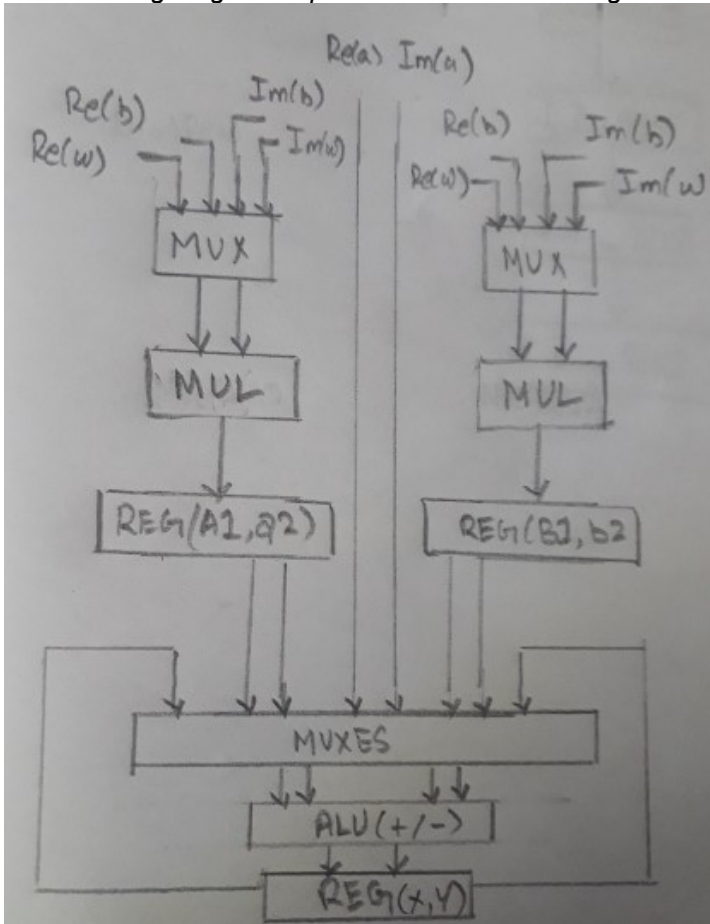 Re(a) Im(a)
Re(b) Im(b)
Re(w) Im(w)
MUX
MUL
REG(A1,a2)
Re(b) Im(b)
Re(w) Im(w
MUX
MUL
REG(B1,b2
MUXES
ALU(+/-)
REG(X,Y)